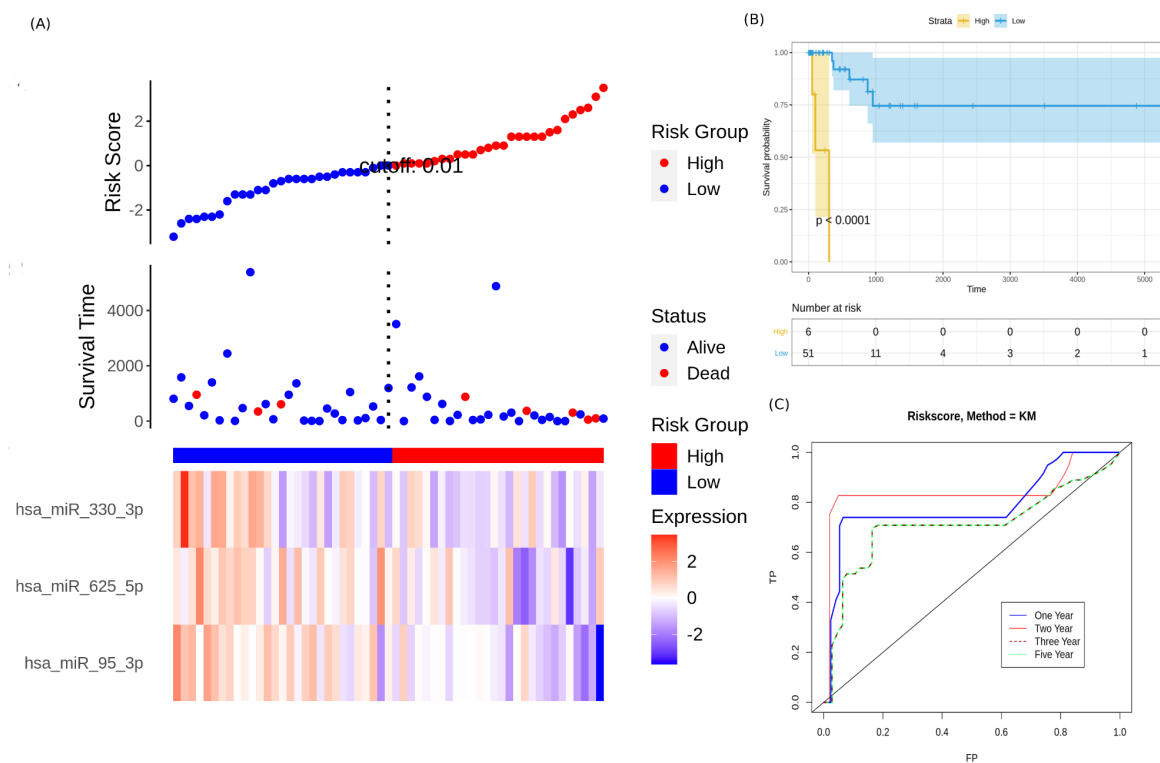 (A)
Risk Score
2
0
-2
cutoff: 0.01
Risk Group
High
Low
Survival Time
4000
2000
0
Status
Alive
Dead
Risk Group
High
Low
hsa_miR_330_3p
hsa_miR_625_5p
hsa_miR_95_3p
Expression
2
0
-2
(B)
Strata High Low
Survival probability
1.00
0.75
0.50
0.25
0.00
p < 0.0001
0 1000 2000 3000 4000 5000
Time
Number at risk
High 6 0 0 0 0 0
Low 51 11 4 3 2 1
(C)
Riskscore, Method = KM
TP
1.0
0.8
0.6
0.4
0.2
0.0
One Year
Two Year
Three Year
Five Year
0.0 0.2 0.4 0.6 0.8 1.0
FP